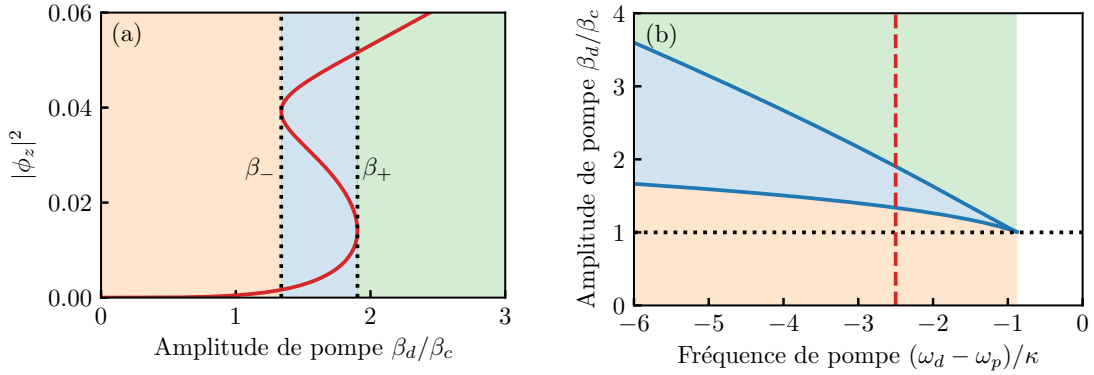 (a)
|ϕ_z|^2
0.06
0.04
0.02
0.00
β_−
β_+
0 1 2 3
Amplitude de pompe β_d/β_c
(b)
Amplitude de pompe β_d/β_c
4
3
2
1
0
−6 −5 −4 −3 −2 −1 0
Fréquence de pompe (ω_d − ω_p)/κ